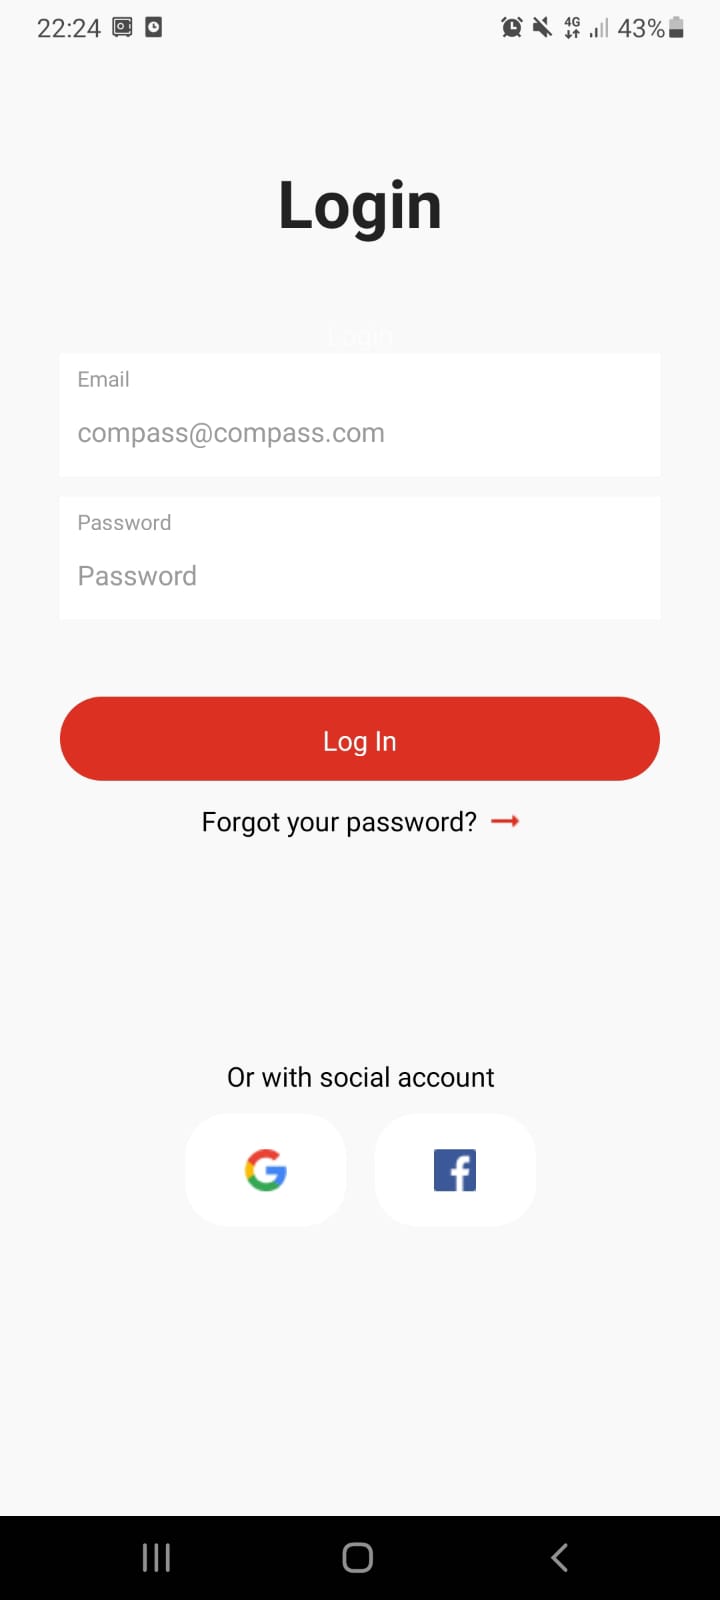 22:24
4G
43%
Login
Login
Email
compass@compass.com
Password
Password
Log In
Forgot your password?
Or with social account